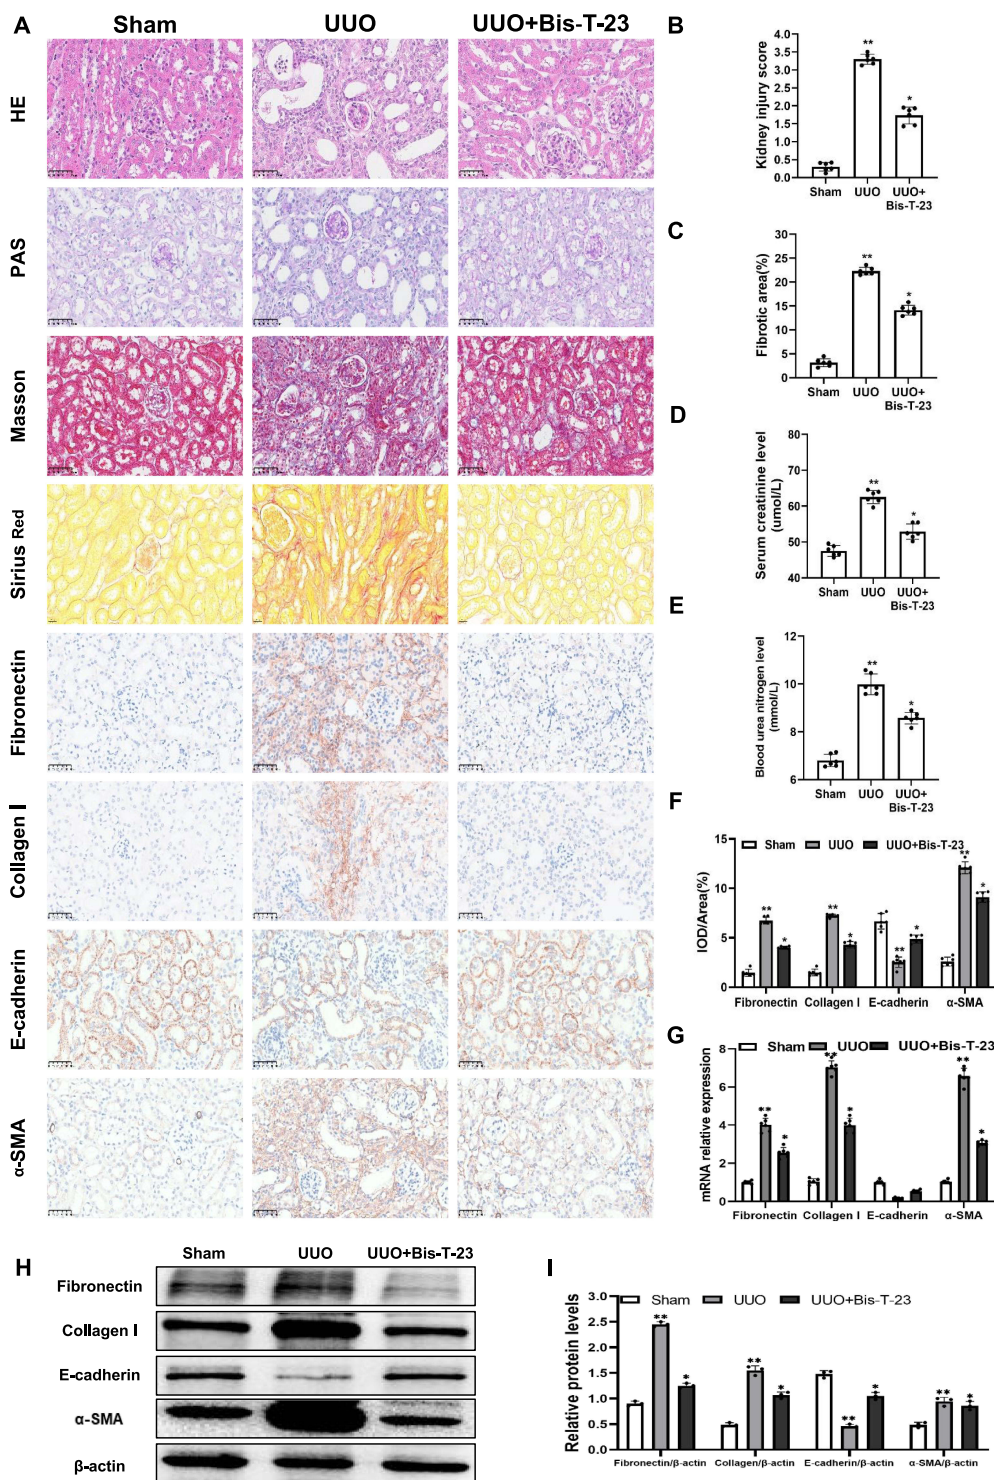 A
Sham
UUO
UUO+Bis-T-23
HE
PAS
Masson
Sirius Red
Fibronectin
Collagen I
E-cadherin
α-SMA
B
Kidney injury score
4.0
3.5
3.0
2.5
2.0
1.5
1.0
0.5
0.0
**
*
Sham
UUO
UUO+
Bis-T-23
C
Fibrotic area(%)
30
25
20
15
10
5
0
**
*
Sham
UUO
UUO+
Bis-T-23
D
Serum creatinine level
(umol/L)
80
70
60
50
40
**
*
Sham
UUO
UUO+
Bis-T-23
E
Blood urea nitrogen level
(mmol/L)
12
10
8
6
**
*
Sham
UUO
UUO+
Bis-T-23
F
Sham
UUO
UUO+Bis-T-23
IOD/Area(%)
15
10
5
0
**
*
**
*
**
*
**
*
Fibronectin
Collagen I
E-cadherin
α-SMA
G
Sham
UUO
UUO+Bis-T-23
mRNA relative expression
8
6
4
2
0
**
*
**
*
**
*
Fibronectin
Collagen I
E-cadherin
α-SMA
H
Sham
UUO
UUO+Bis-T-23
Fibronectin
Collagen I
E-cadherin
α-SMA
β-actin
I
Sham
UUO
UUO+Bis-T-23
Relative protein levels
3.0
2.5
2.0
1.5
1.0
0.5
0.0
**
*
**
*
**
*
**
*
Fibronectin/β-actin
Collagen/β-actin
E-cadherin/β-actin
α-SMA/β-actin